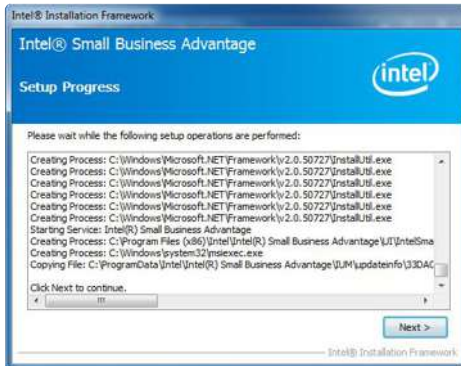 Intel® Installation Framework
Intel® Small Business Advantage
intel
Setup Progress
Please wait while the following setup operations are performed:
Creating Process: C:\Windows\Microsoft.NET\Framework\v2.0.50727\InstallUtil.exe
Creating Process: C:\Windows\Microsoft.NET\Framework\v2.0.50727\InstallUtil.exe
Creating Process: C:\Windows\Microsoft.NET\Framework\v2.0.50727\InstallUtil.exe
Creating Process: C:\Windows\Microsoft.NET\Framework\v2.0.50727\InstallUtil.exe
Creating Process: C:\Windows\Microsoft.NET\Framework\v2.0.50727\InstallUtil.exe
Creating Process: C:\Windows\Microsoft.NET\Framework\v2.0.50727\InstallUtil.exe
Starting Service: Intel(R) Small Business Advantage
Creating Process: C:\Program Files (x86)\Intel\Intel(R) Small Business Advantage\UI\IntelSma
Creating Process: C:\Windows\system32\msiexec.exe
Copying File: C:\ProgramData\Intel\Intel(R) Small Business Advantage\IUM\updateinfo\33DAC
Click Next to continue.
Next >
Intel® Installation Framework